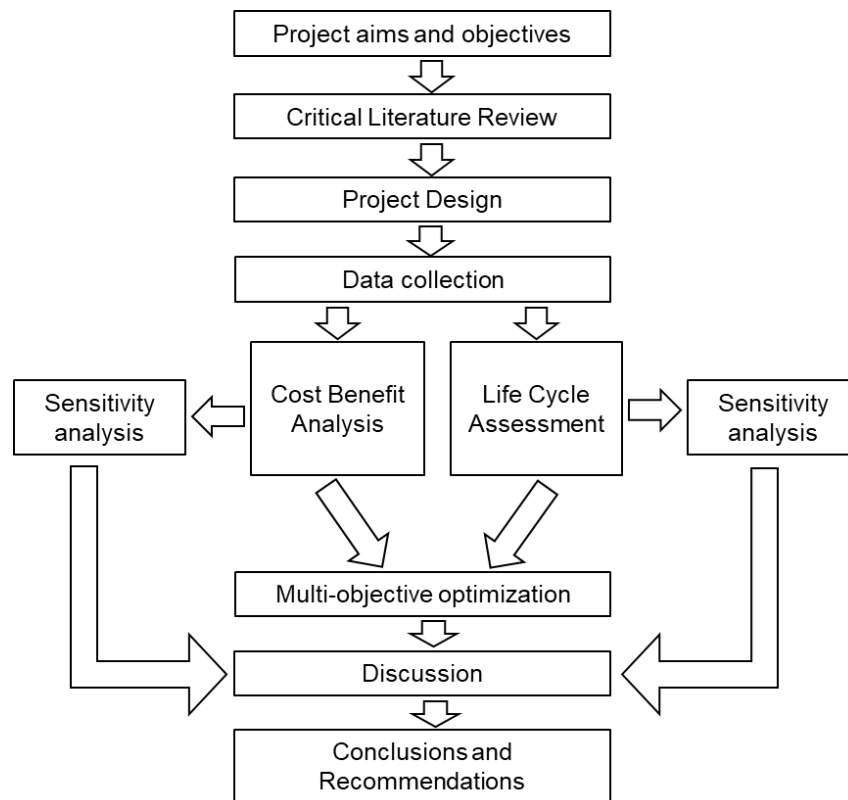 Project aims and objectives
Critical Literature Review
Project Design
Data collection
Cost Benefit
Analysis
Life Cycle
Assessment
Sensitivity
analysis
Sensitivity
analysis
Multi-objective optimization
Discussion
Conclusions and
Recommendations